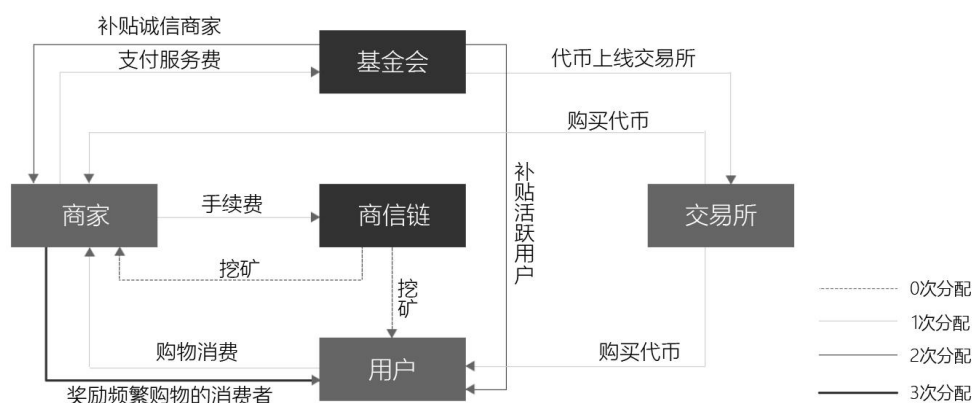 补贴诚信商家
支付服务费
基金会
代币上线交易所
购买代币
补贴活跃用户
商家
手续费
商信链
交易所
挖矿
挖矿
0次分配
1次分配
购物消费
用户
购买代币
2次分配
奖励频繁购物的消费者
3次分配